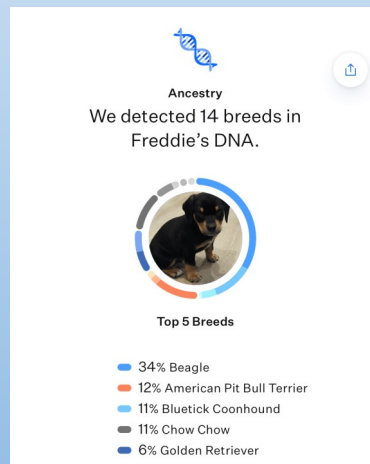 Ancestry
We detected 14 breeds in
Freddie's DNA.
Top 5 Breeds
34% Beagle
12% American Pit Bull Terrier
11% Bluetick Coonhound
11% Chow Chow
6% Golden Retriever